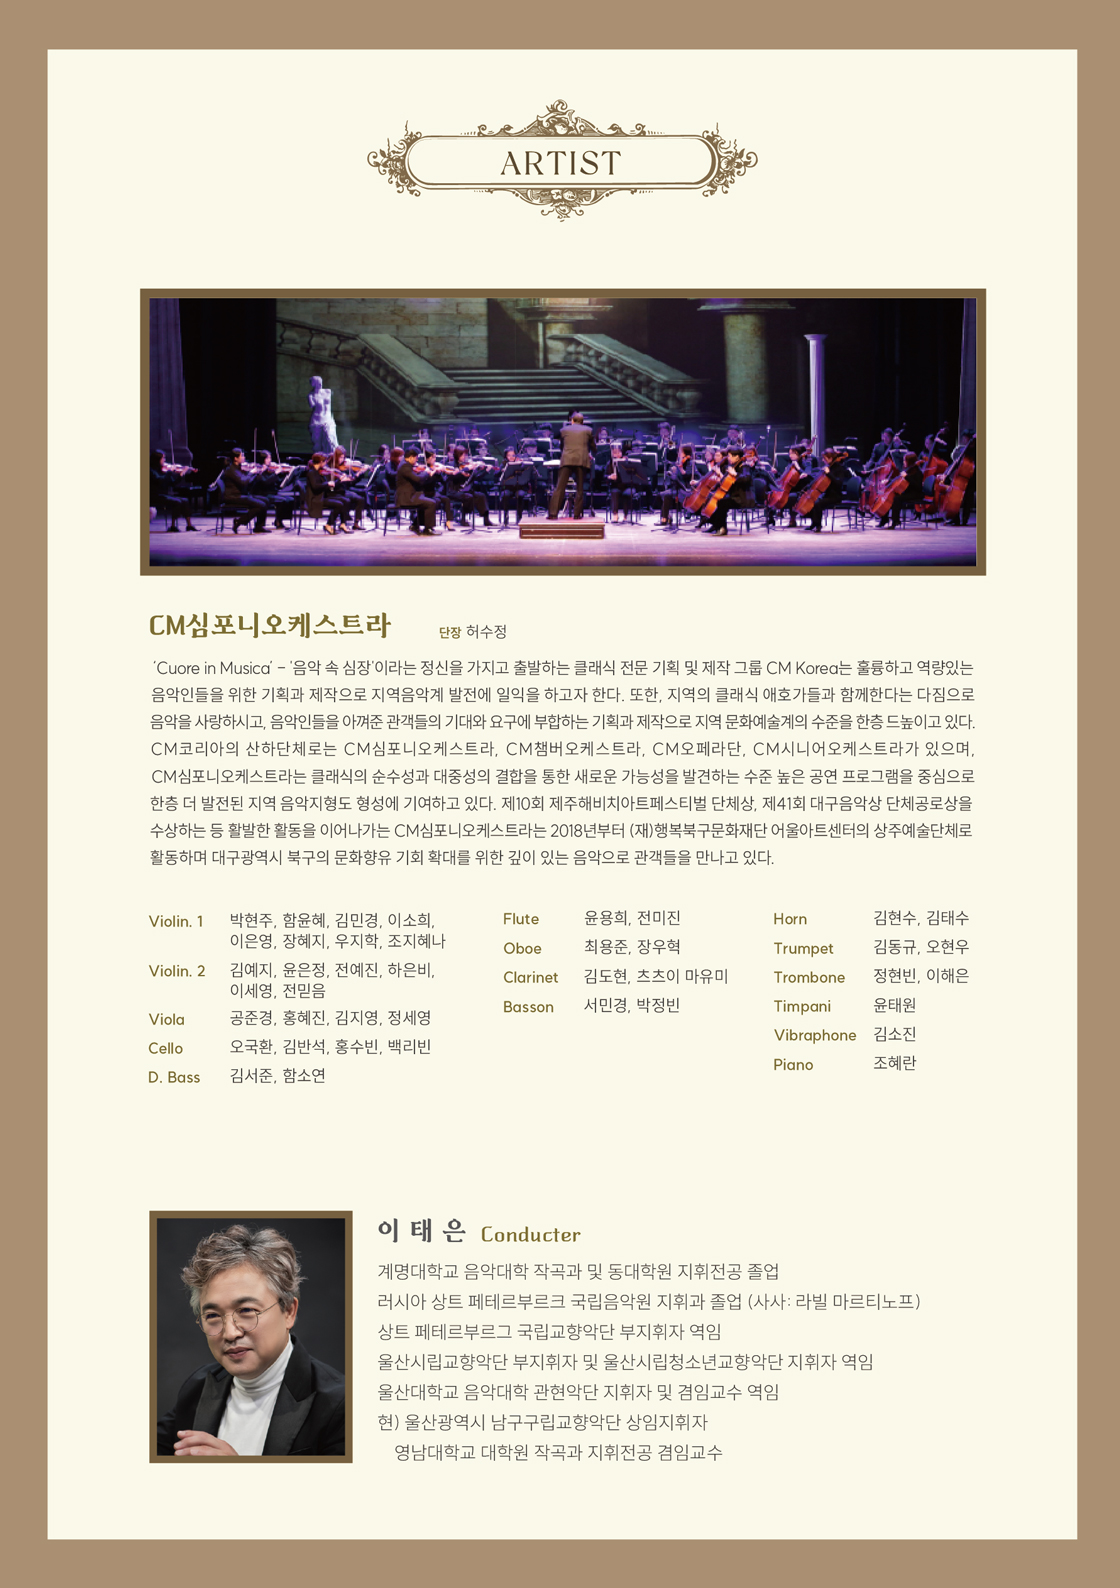 ARTIST
CM심포니오케스트라 단장 허수정
'Cuore in Musica' - '음악 속 심장'이라는 정신을 가지고 출발하는 클래식 전문 기획 및 제작 그룹 CM Korea는 훌륭하고 역량있는
음악인들을 위한 기획과 제작으로 지역음악계 발전에 일익을 하고자 한다. 또한, 지역의 클래식 애호가들과 함께한다는 다짐으로
음악을 사랑하시고, 음악인들을 아껴준 관객들의 기대와 요구에 부합하는 기획과 제작으로 지역 문화예술계의 수준을 한층 드높이고 있다.
CM코리아의 산하단체로는 CM심포니오케스트라, CM챔버오케스트라, CM오페라단, CM시니어오케스트라가 있으며,
CM심포니오케스트라는 클래식의 순수성과 대중성의 결합을 통한 새로운 가능성을 발견하는 수준 높은 공연 프로그램을 중심으로
한층 더 발전된 지역 음악지형도 형성에 기여하고 있다. 제10회 제주해비치아트페스티벌 단체상, 제41회 대구음악상 단체공로상을
수상하는 등 활발한 활동을 이어나가는 CM심포니오케스트라는 2018년부터 (재)행복북구문화재단 어울아트센터의 상주예술단체로
활동하며 대구광역시 북구의 문화향유 기회 확대를 위한 깊이 있는 음악으로 관객들을 만나고 있다.
Violin. 1 박현주, 함윤혜, 김민경, 이소희,
이은영, 장혜지, 우지학, 조지혜나
Violin. 2 김예지, 윤은정, 전예진, 하은비,
이세영, 전믿음
Viola 공준경, 홍혜진, 김지영, 정세영
Cello 오국환, 김반석, 홍수빈, 백리빈
D. Bass 김서준, 함소연
Flute 윤용희, 전미진
Oboe 최용준, 장우혁
Clarinet 김도현, 츠츠이 마유미
Basson 서민경, 박정빈
Horn 김현수, 김태수
Trumpet 김동규, 오현우
Trombone 정현빈, 이해은
Timpani 윤태원
Vibraphone 김소진
Piano 조혜란
이 태 은 Conducter
계명대학교 음악대학 작곡과 및 동대학원 지휘전공 졸업
러시아 상트 페테르부르크 국립음악원 지휘과 졸업 (사사: 라빌 마르티노프)
상트 페테르부르그 국립교향악단 부지휘자 역임
울산시립교향악단 부지휘자 및 울산시립청소년교향악단 지휘자 역임
울산대학교 음악대학 관현악단 지휘자 및 겸임교수 역임
현) 울산광역시 남구구립교향악단 상임지휘자
영남대학교 대학원 작곡과 지휘전공 겸임교수